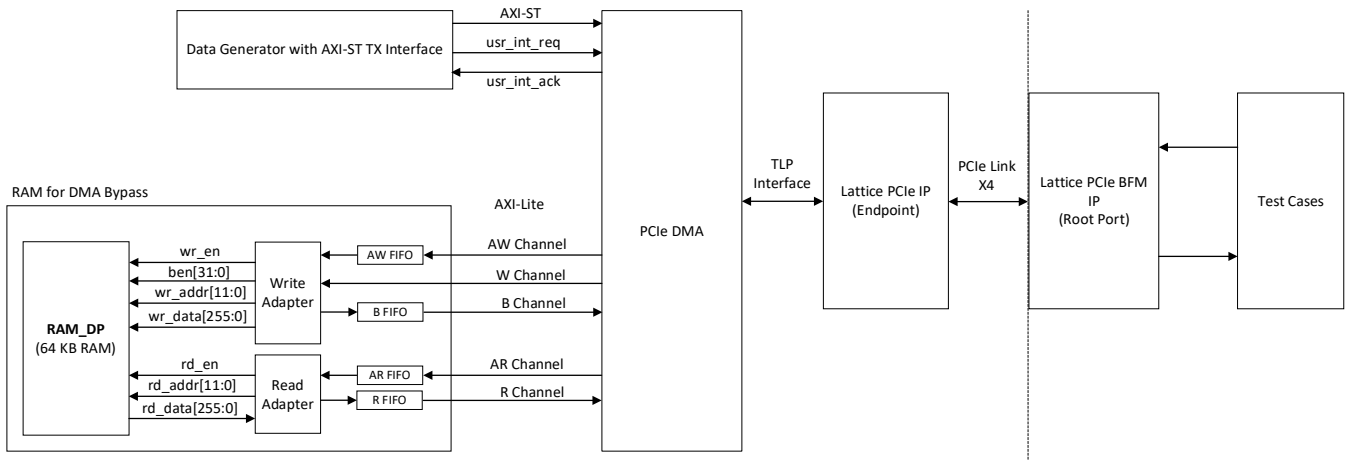 AXI-ST
Data Generator with AXI-ST TX Interface
usr_int_req
usr_int_ack
RAM for DMA Bypass
AXI-Lite
RAM_DP
(64 KB RAM)
wr_en
ben[31:0]
wr_addr[11:0]
wr_data[255:0]
Write
Adapter
AW FIFO
B FIFO
AW Channel
W Channel
B Channel
rd_en
rd_addr[11:0]
rd_data[255:0]
Read
Adapter
AR FIFO
R FIFO
AR Channel
R Channel
PCIe DMA
TLP
Interface
Lattice PCIe IP
(Endpoint)
PCIe Link
X4
Lattice PCIe BFM
IP
(Root Port)
Test Cases